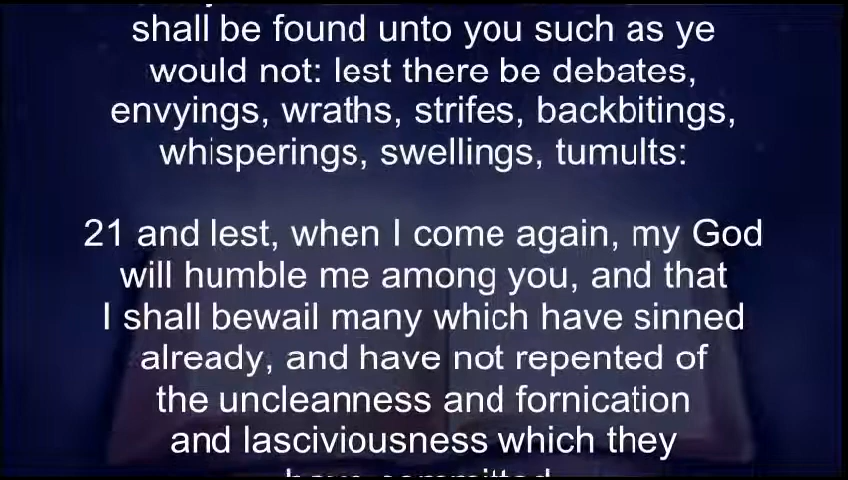 shall be found unto you such as ye
would not: lest there be debates,
envyings, wraths, strifes, backbitings,
whisperings, swellings, tumults:
21 and lest, when I come again, my God
will humble me among you, and that
I shall bewail many which have sinned
already, and have not repented of
the uncleanness and fornication
and lasciviousness which they
have committed